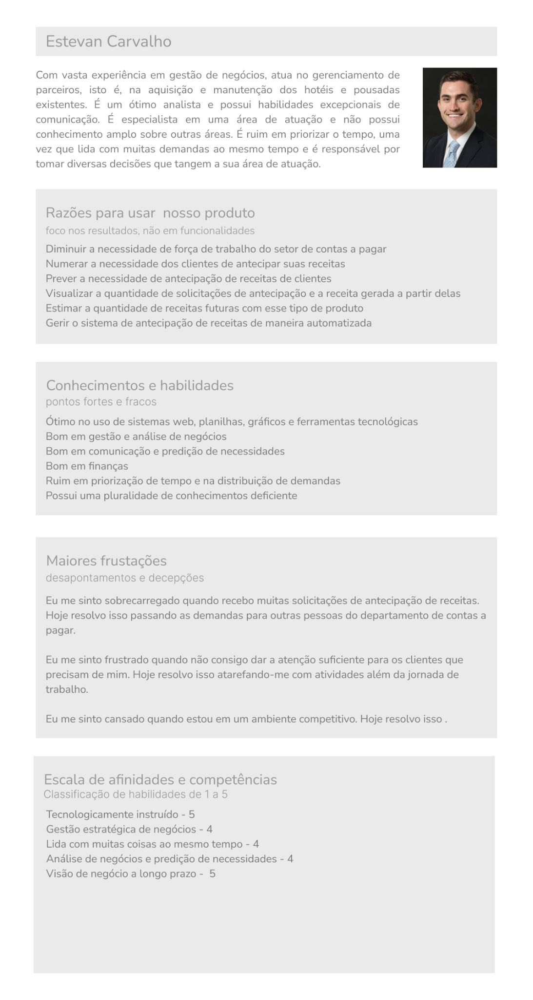 Estevan Carvalho
Com vasta experiência em gestão de negócios, atua no gerenciamento de
parceiros, isto é, na aquisição e manutenção dos hotéis e pousadas
existentes. É um ótimo analista e possui habilidades excepcionais de
comunicação. É especialista em uma área de atuação e não possui
conhecimento amplo sobre outras áreas. É ruim em priorizar o tempo, uma
vez que lida com muitas demandas ao mesmo tempo e é responsável por
tomar diversas decisões que tangem a sua área de atuação.
Razões para usar  nosso produto
foco nos resultados, não em funcionalidades
Diminuir a necessidade de força de trabalho do setor de contas a pagar
Numerar a necessidade dos clientes de antecipar suas receitas
Prever a necessidade de antecipação de receitas de clientes
Visualizar a quantidade de solicitações de antecipação e a receita gerada a partir delas
Estimar a quantidade de receitas futuras com esse tipo de produto
Gerir o sistema de antecipação de receitas de maneira automatizada
Conhecimentos e habilidades
pontos fortes e fracos
Ótimo no uso de sistemas web, planilhas, gráficos e ferramentas tecnológicas
Bom em gestão e análise de negócios
Bom em comunicação e predição de necessidades
Bom em finanças
Ruim em priorização de tempo e na distribuição de demandas
Possui uma pluralidade de conhecimentos deficiente
Maiores frustações
desapontamentos e decepções
Eu me sinto sobrecarregado quando recebo muitas solicitações de antecipação de receitas.
Hoje resolvo isso passando as demandas para outras pessoas do departamento de contas a
pagar.
Eu me sinto frustrado quando não consigo dar a atenção suficiente para os clientes que
precisam de mim. Hoje resolvo isso atarefando-me com atividades além da jornada de
trabalho.
Eu me sinto cansado quando estou em um ambiente competitivo. Hoje resolvo isso .
Escala de afinidades e competências
Classificação de habilidades de 1 a 5
Tecnologicamente instruído - 5
Gestão estratégica de negócios - 4
Lida com muitas coisas ao mesmo tempo - 4
Análise de negócios e predição de necessidades - 4
Visão de negócio a longo prazo -  5